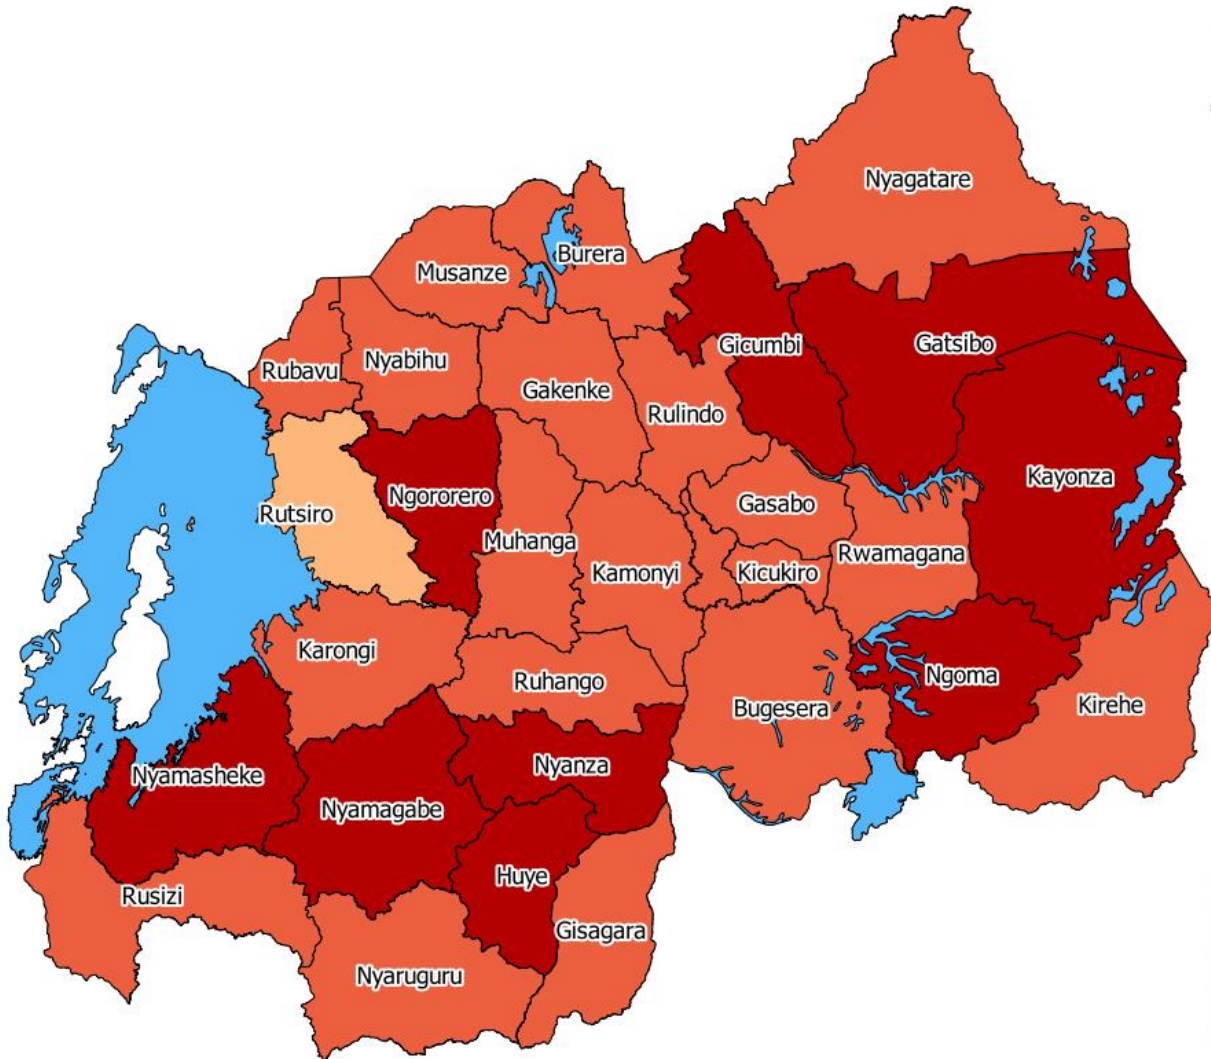 Nyagatare
Burera
Musanze
Gicumbi
Gatsibo
Nyabihu
Rubavu
Gakenke
Rulindo
Kayonza
Ngororero
Gasabo
Rutsiro
Muhanga
Rwamagana
Kamonyi
Kicukiro
Karongi
Ruhango
Ngoma
Bugesera
Kirehe
Nyanza
Nyamasheke
Nyamagabe
Huye
Rusizi
Gisagara
Nyaruguru